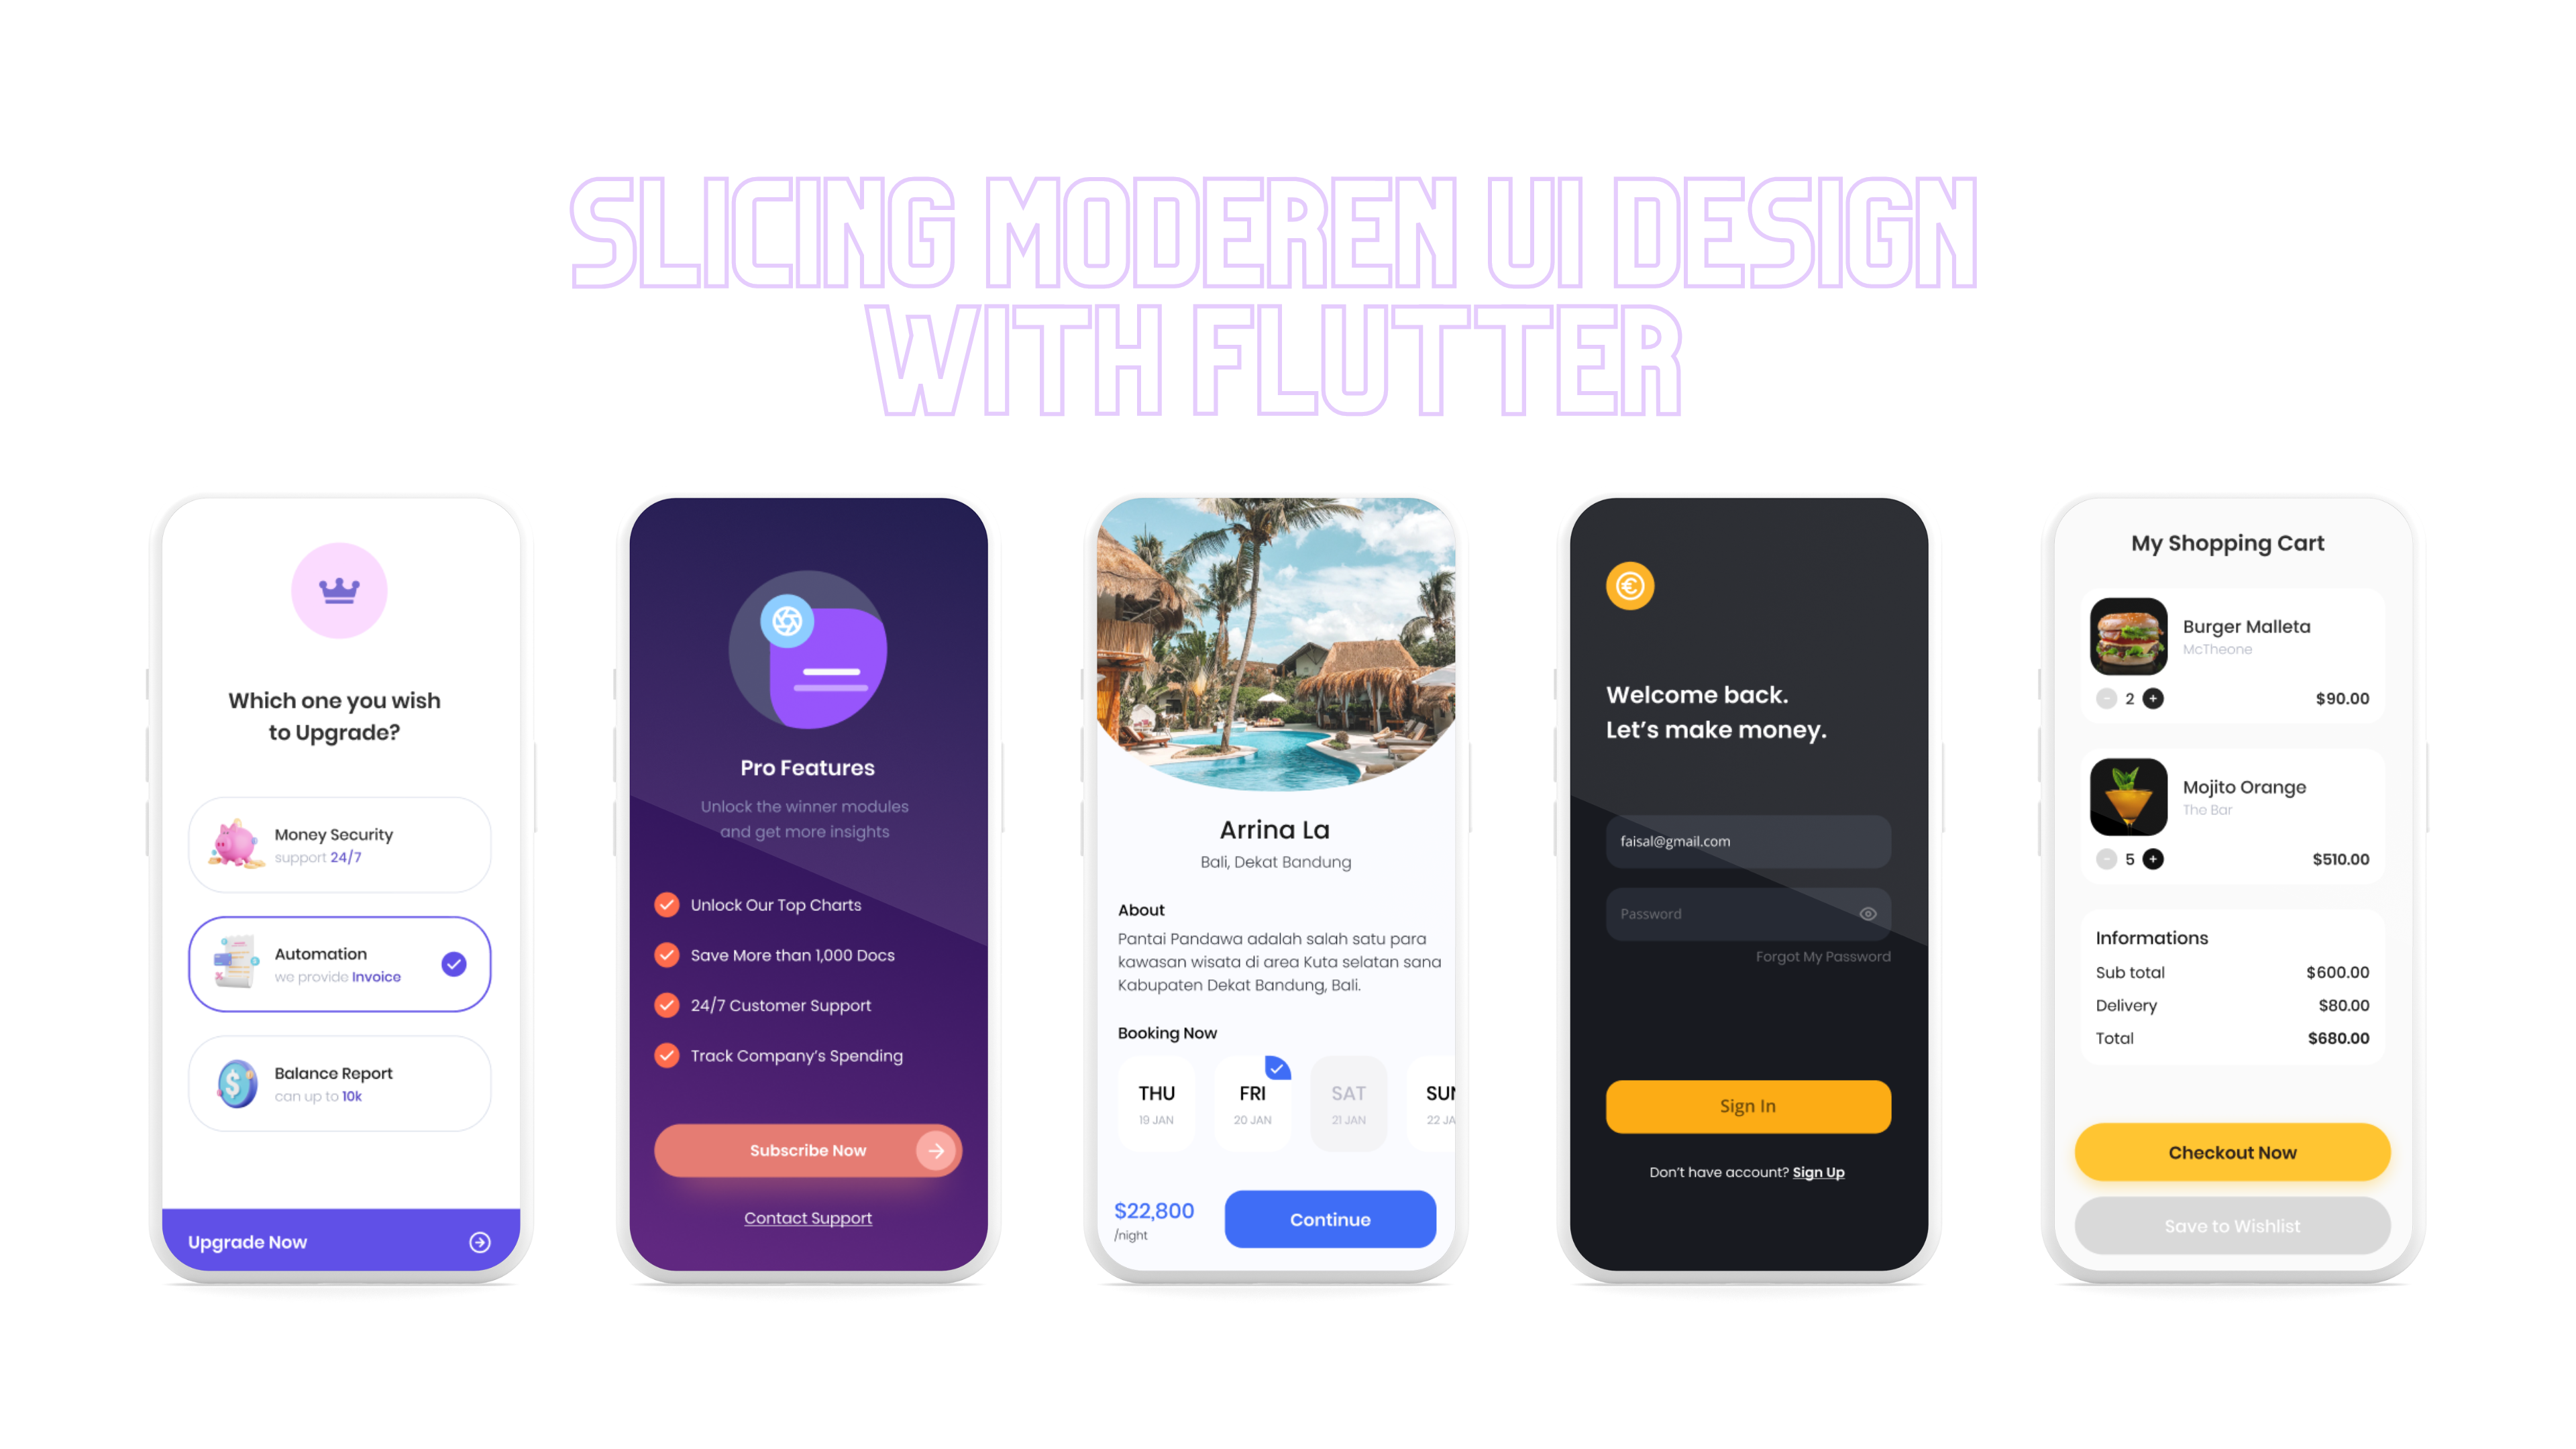 SLICING MODEREN UI DESIGN
WITH FLUTTER
Which one you wish
to Upgrade?
Money Security
support 24/7
Automation
we provide Invoice
Balance Report
can up to 10k
Upgrade Now
Pro Features
Unlock the winner modules
and get more insights
Unlock Our Top Charts
Save More than 1,000 Docs
24/7 Customer Support
Track Company's Spending
Subscribe Now
Contact Support
Arrina La
Bali, Dekat Bandung
About
Pantai Pandawa adalah salah satu para
kawasan wisata di area Kuta selatan sana
Kabupaten Dekat Bandung, Bali.
Booking Now
THU FRI SAT SUN
19 JAN 20 JAN 21 JAN 22 JA
$22,800
/night
Continue
€
Welcome back.
Let's make money.
faisal@gmail.com
Password
Forgot My Password
Sign In
Don't have account? Sign Up
My Shopping Cart
Burger Malleta
McTheone
- 2 + $90.00
Mojito Orange
The Bar
- 5 + $510.00
Informations
Sub total $600.00
Delivery $80.00
Total $680.00
Checkout Now
Save to Wishlist